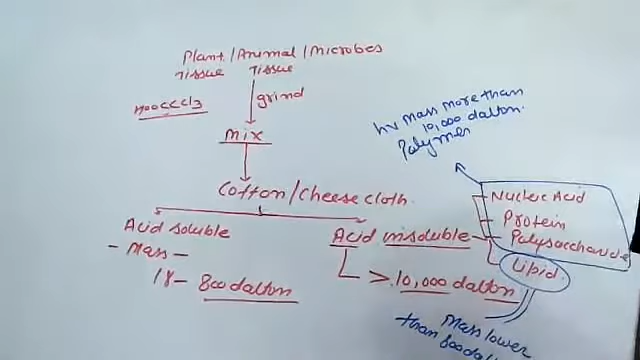 Plant/Animal/Microbes
Tissue Tissue
HOOCCCl3
grind
mix
Cotton/Cheese cloth.
Acid soluble
- Mass -
18 - 800 dalton
Acid insoluble
> 10,000 dalton
Nucleic Acid
Protein
Polysaccharide
Lipid
hv mass more than
10,000 dalton.
Polymer
Mass lower
than 800 dal